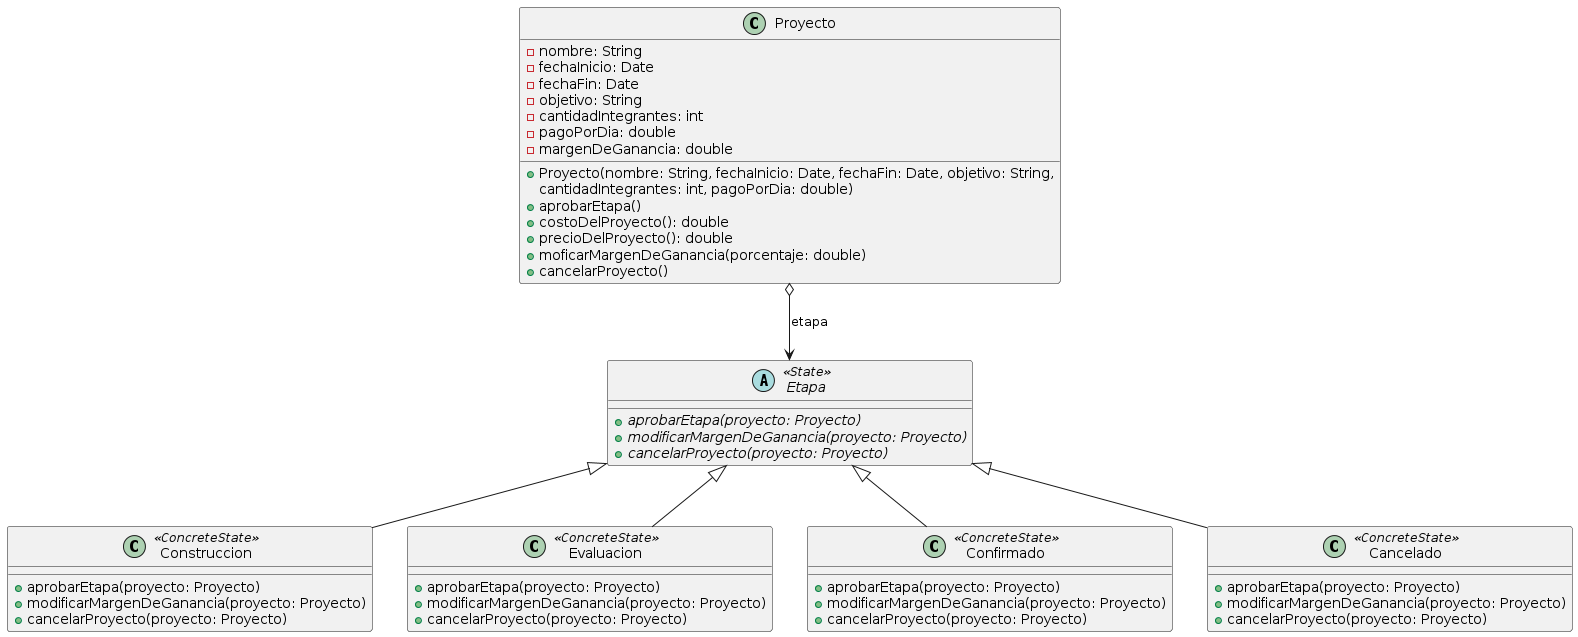 C Proyecto
nombre: String
fechaInicio: Date
fechaFin: Date
objetivo: String
cantidadIntegrantes: int
pagoPorDia: double
margenDeGanancia: double
Proyecto(nombre: String, fechaInicio: Date, fechaFin: Date, objetivo: String,
cantidadIntegrantes: int, pagoPorDia: double)
aprobarEtapa()
costoDelProyecto(): double
precioDelProyecto(): double
moficarMargenDeGanancia(porcentaje: double)
cancelarProyecto()
etapa
«State»
A Etapa
aprobarEtapa(proyecto: Proyecto)
modificarMargenDeGanancia(proyecto: Proyecto)
cancelarProyecto(proyecto: Proyecto)
«ConcreteState»
C Construccion
aprobarEtapa(proyecto: Proyecto)
modificarMargenDeGanancia(proyecto: Proyecto)
cancelarProyecto(proyecto: Proyecto)
«ConcreteState»
C Evaluacion
aprobarEtapa(proyecto: Proyecto)
modificarMargenDeGanancia(proyecto: Proyecto)
cancelarProyecto(proyecto: Proyecto)
«ConcreteState»
C Confirmado
aprobarEtapa(proyecto: Proyecto)
modificarMargenDeGanancia(proyecto: Proyecto)
cancelarProyecto(proyecto: Proyecto)
«ConcreteState»
C Cancelado
aprobarEtapa(proyecto: Proyecto)
modificarMargenDeGanancia(proyecto: Proyecto)
cancelarProyecto(proyecto: Proyecto)